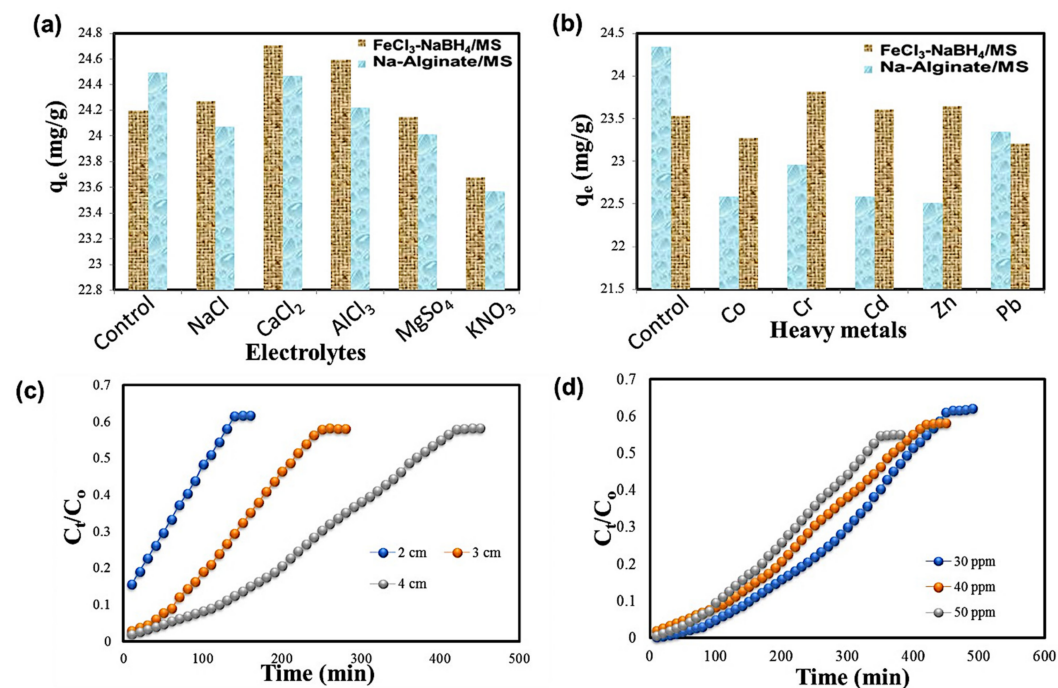 (a)
24.8
24.6
24.4
24.2
24
23.8
23.6
23.4
23.2
23
22.8
qₑ (mg/g)
FeCl₃-NaBH₄/MS
Na-Alginate/MS
Control
NaCl
CaCl₂
AlCl₃
MgSo₄
KNO₃
Electrolytes
(b)
24.5
24
23.5
23
22.5
22
21.5
qₑ (mg/g)
FeCl₃-NaBH₄/MS
Na-Alginate/MS
Control
Co
Cr
Cd
Zn
Pb
Heavy metals
(c)
0.7
0.6
0.5
0.4
0.3
0.2
0.1
0
Cₜ/Cₒ
2 cm
3 cm
4 cm
0 100 200 300 400 500
Time (min)
(d)
0.7
0.6
0.5
0.4
0.3
0.2
0.1
0
Cₜ/Cₒ
30 ppm
40 ppm
50 ppm
0 100 200 300 400 500 600
Time (min)